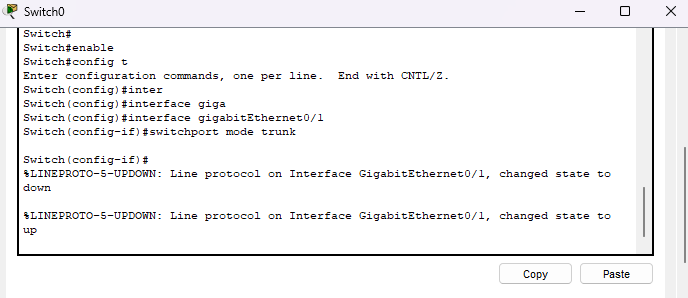 Switch0
Switch#
Switch#enable
Switch#config t
Enter configuration commands, one per line.  End with CNTL/Z.
Switch(config)#inter
Switch(config)#interface giga
Switch(config)#interface gigabitEthernet0/1
Switch(config-if)#switchport mode trunk
Switch(config-if)#
%LINEPROTO-5-UPDOWN: Line protocol on Interface GigabitEthernet0/1, changed state to
down
%LINEPROTO-5-UPDOWN: Line protocol on Interface GigabitEthernet0/1, changed state to
up
Copy
Paste